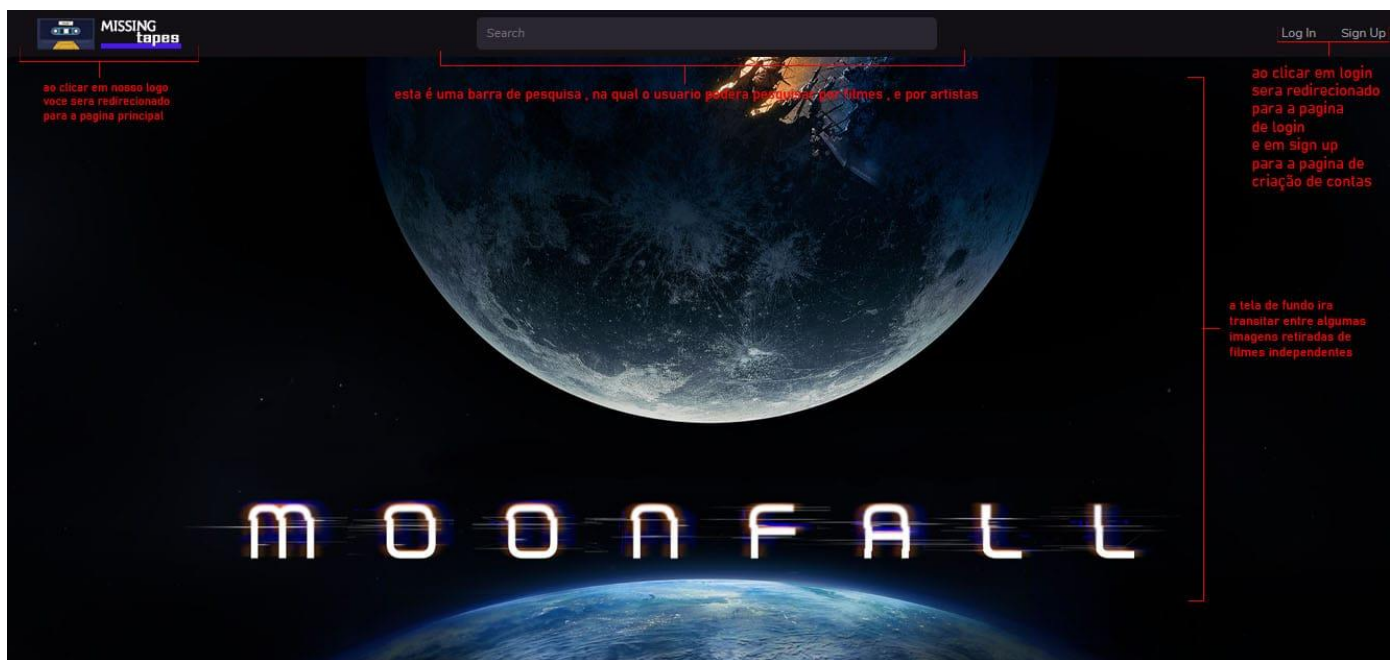 MISSING
tapes
Search
Log In
Sign Up
ao clicar em nosso logo
voce sera redirecionado
para a pagina principal
esta é uma barra de pesquisa , na qual o usuario podera pesquisar por filmes , e por artistas
ao clicar em login
sera redirecionado
para a pagina
de login
e em sign up
para a pagina de
criação de contas
a tela de fundo ira
transitar entre algumas
imagens retiradas de
filmes independentes
MOONFALL